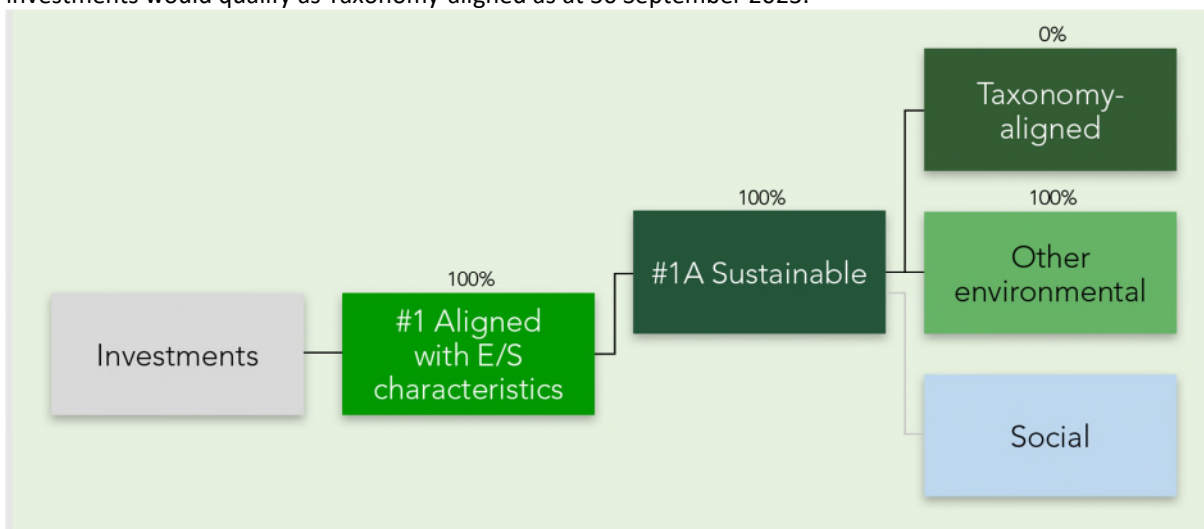 investments would qualify as Taxonomy-aligned as at 30 September
0%
Taxonomy-
aligned
100%
#1A Sustainable
100%
Other
environmental
100%
#1 Aligned
with E/S
characteristics
Investments
Social